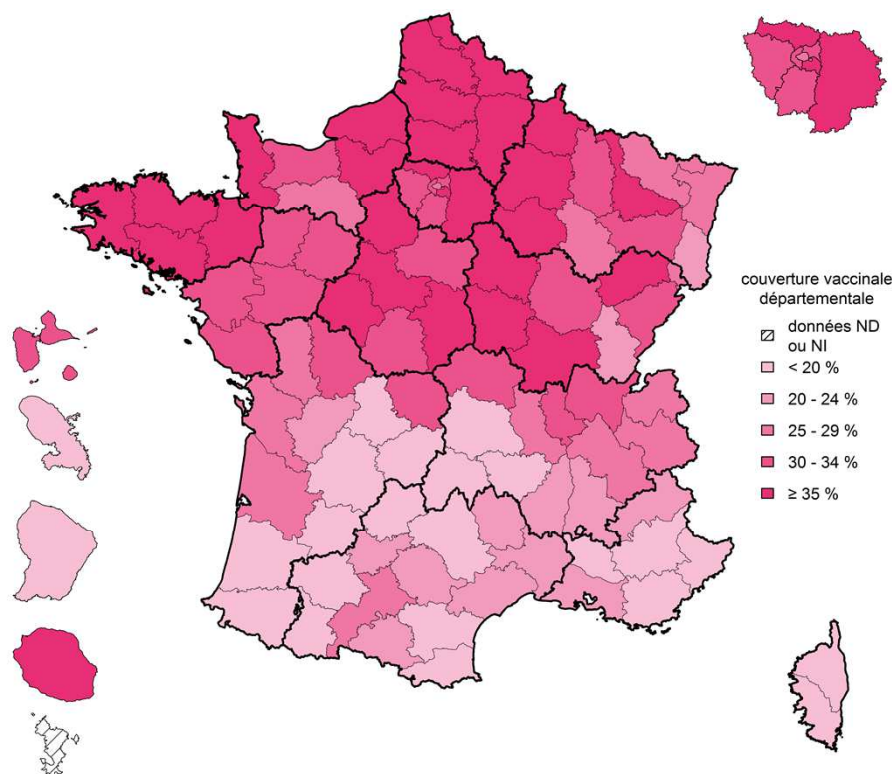 couverture vaccinale
départementale
données ND
ou NI
< 20 %
20 - 24 %
25 - 29 %
30 - 34 %
≥ 35 %